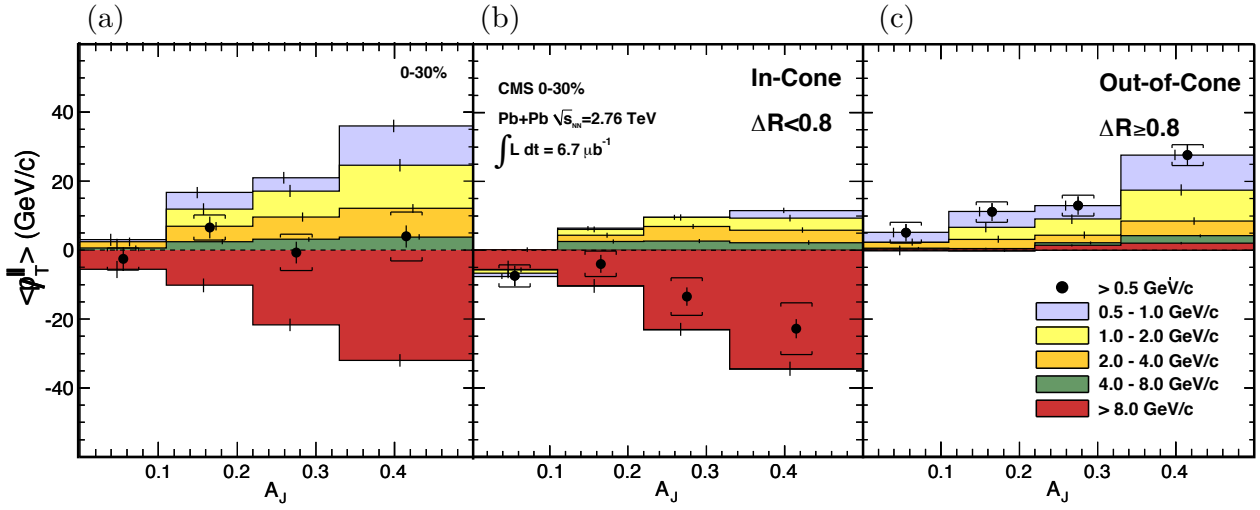 (a)
(b)
(c)
0-30%
CMS 0-30%
Pb+Pb √s_NN=2.76 TeV
∫L dt = 6.7 μb⁻¹
In-Cone
ΔR<0.8
Out-of-Cone
ΔR≥0.8
> (GeV/c)
40
20
0
-20
-40
> 0.5 GeV/c
0.5 - 1.0 GeV/c
1.0 - 2.0 GeV/c
2.0 - 4.0 GeV/c
4.0 - 8.0 GeV/c
> 8.0 GeV/c
0.1 0.2 0.3 0.4
0.1 0.2 0.3 0.4
0.1 0.2 0.3 0.4
A_J
A_J
A_J